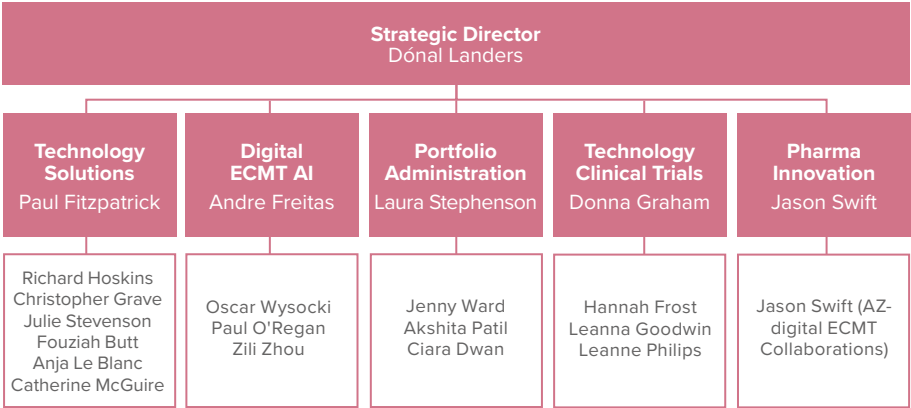 Strategic Director
Dónal Landers
Technology
Solutions
Paul Fitzpatrick
Digital
ECMT AI
Andre Freitas
Portfolio
Administration
Laura Stephenson
Technology
Clinical Trials
Donna Graham
Pharma
Innovation
Jason Swift
Richard Hoskins
Christopher Grave
Julie Stevenson
Fouziah Butt
Anja Le Blanc
Catherine McGuire
Oscar Wysocki
Paul O'Regan
Zili Zhou
Jenny Ward
Akshita Patil
Ciara Dwan
Hannah Frost
Leanna Goodwin
Leanne Philips
Jason Swift (AZ-
digital ECMT
Collaborations)